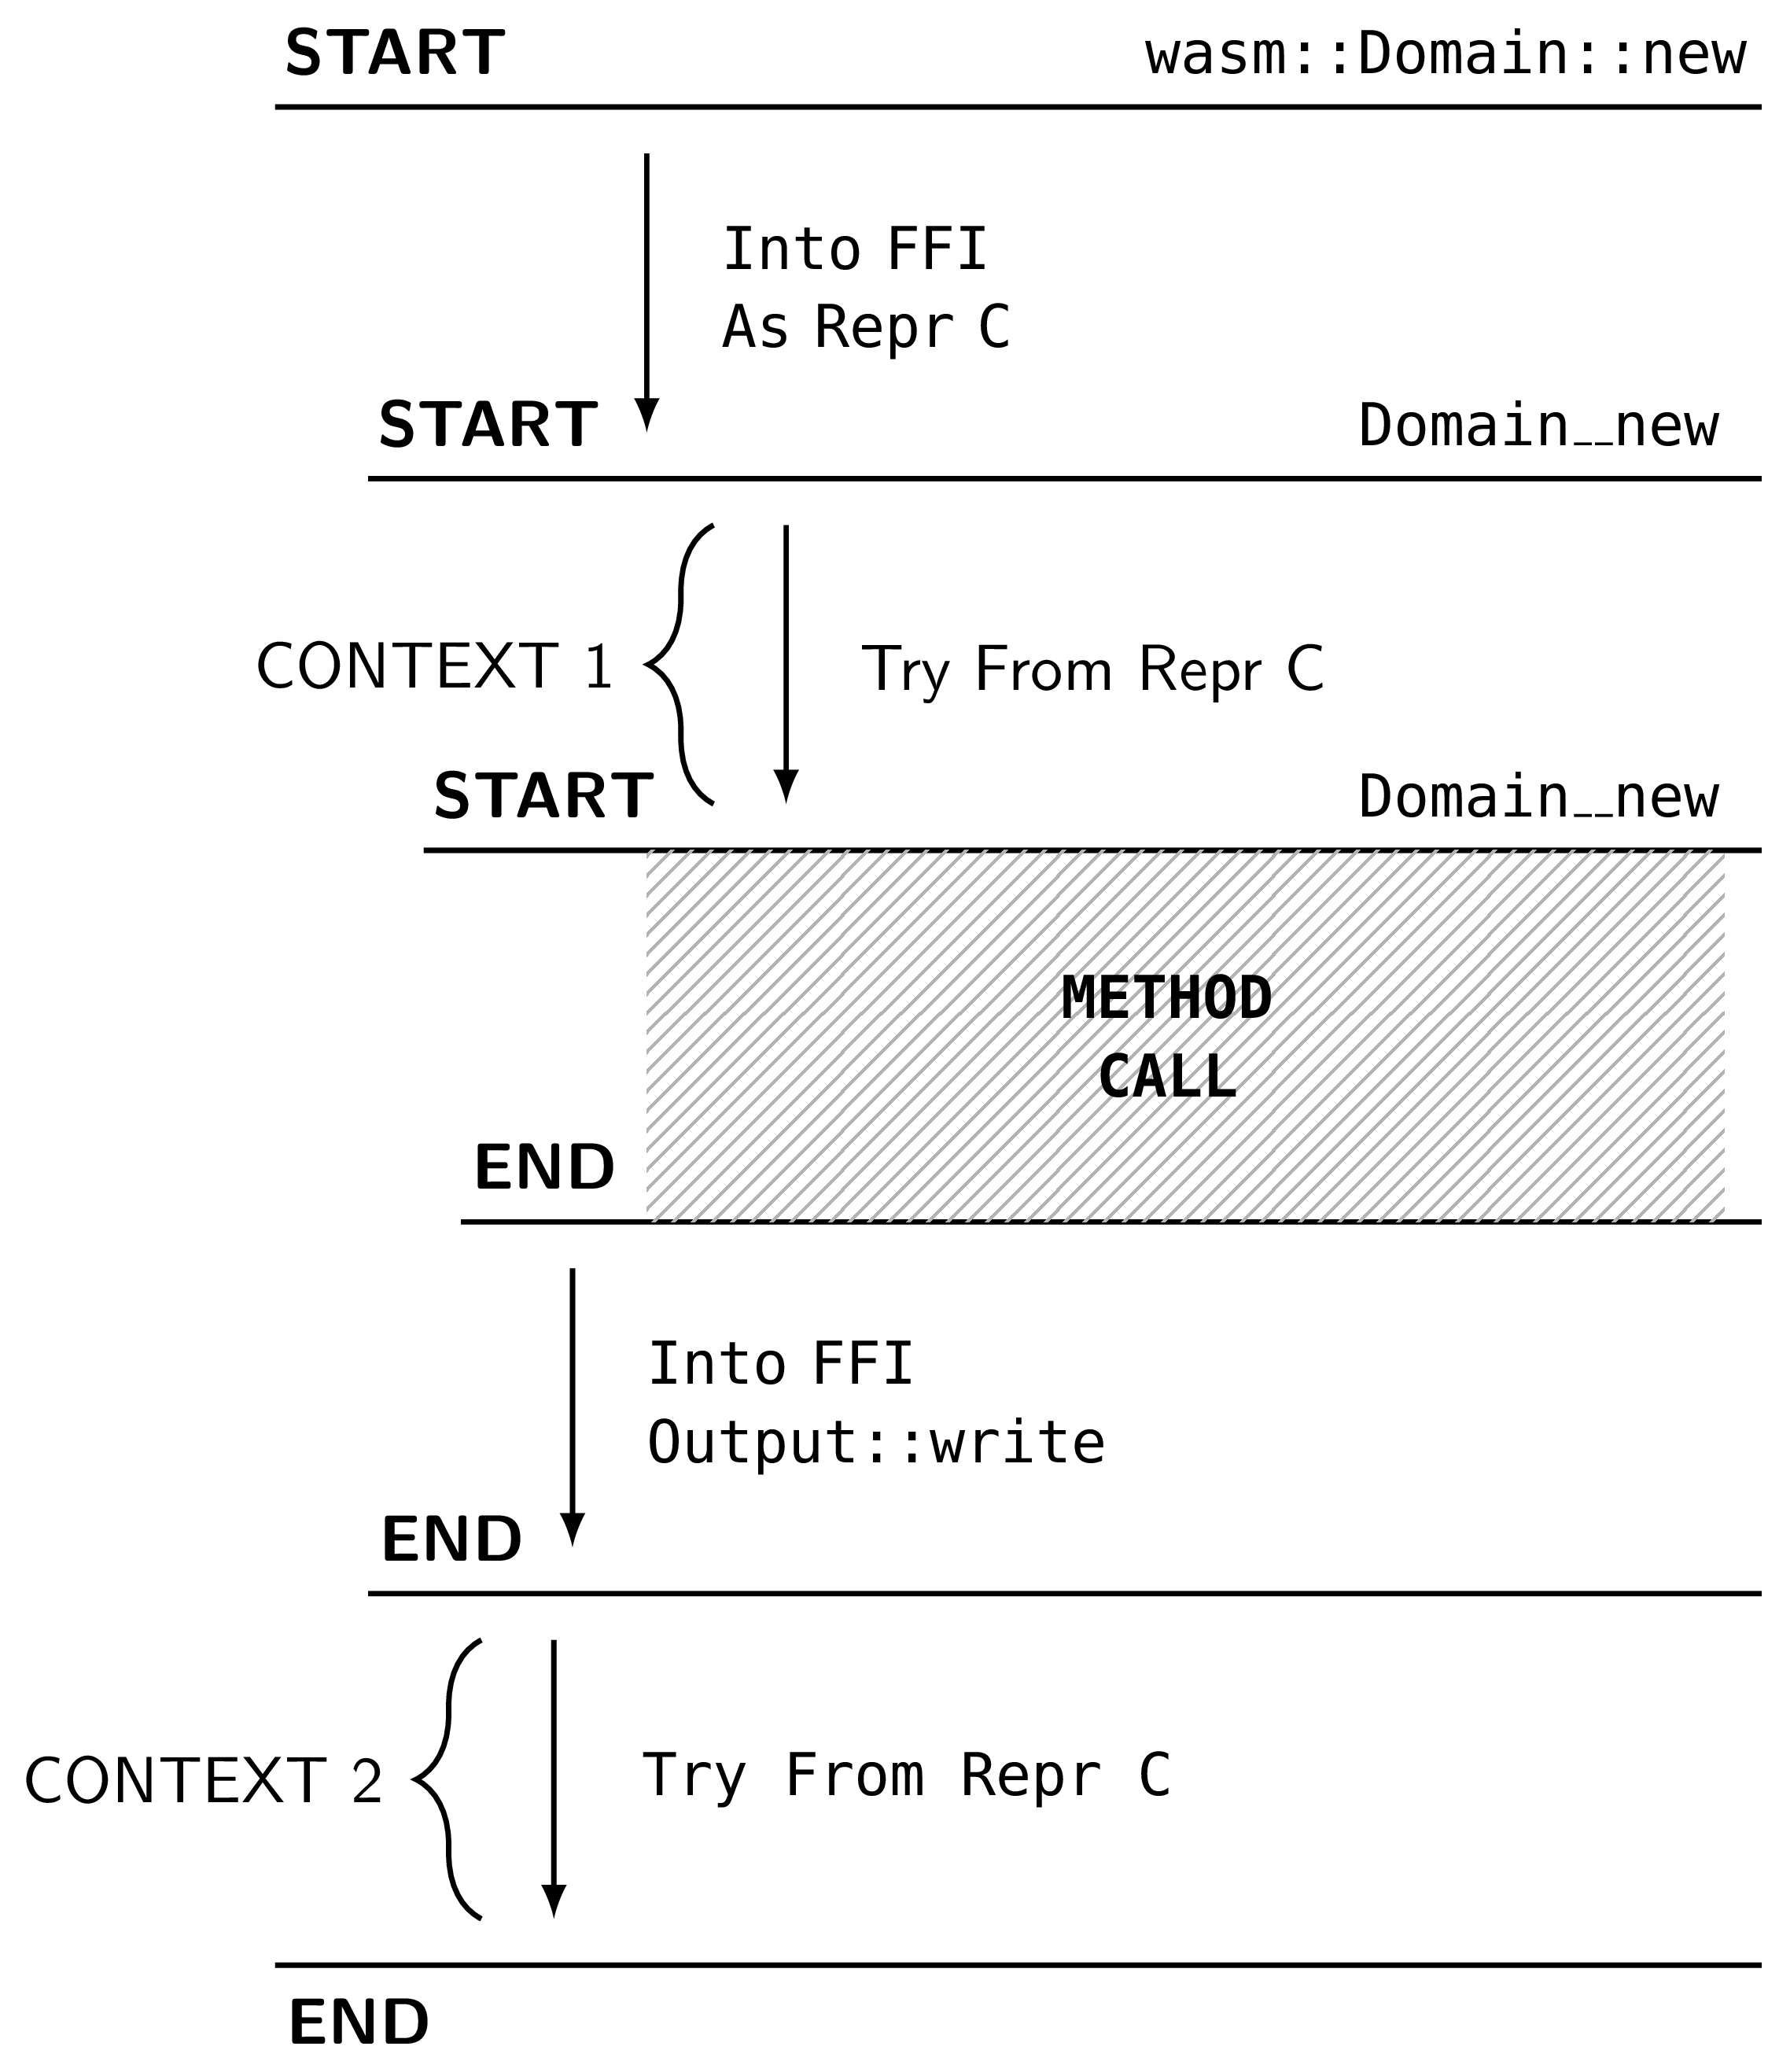 START wasm::Domain::new
Into FFI
As Repr C
START Domain__new
CONTEXT 1 Try From Repr C
START Domain__new
METHOD
CALL
END
Into FFI
Output::write
END
CONTEXT 2 Try From Repr C
END